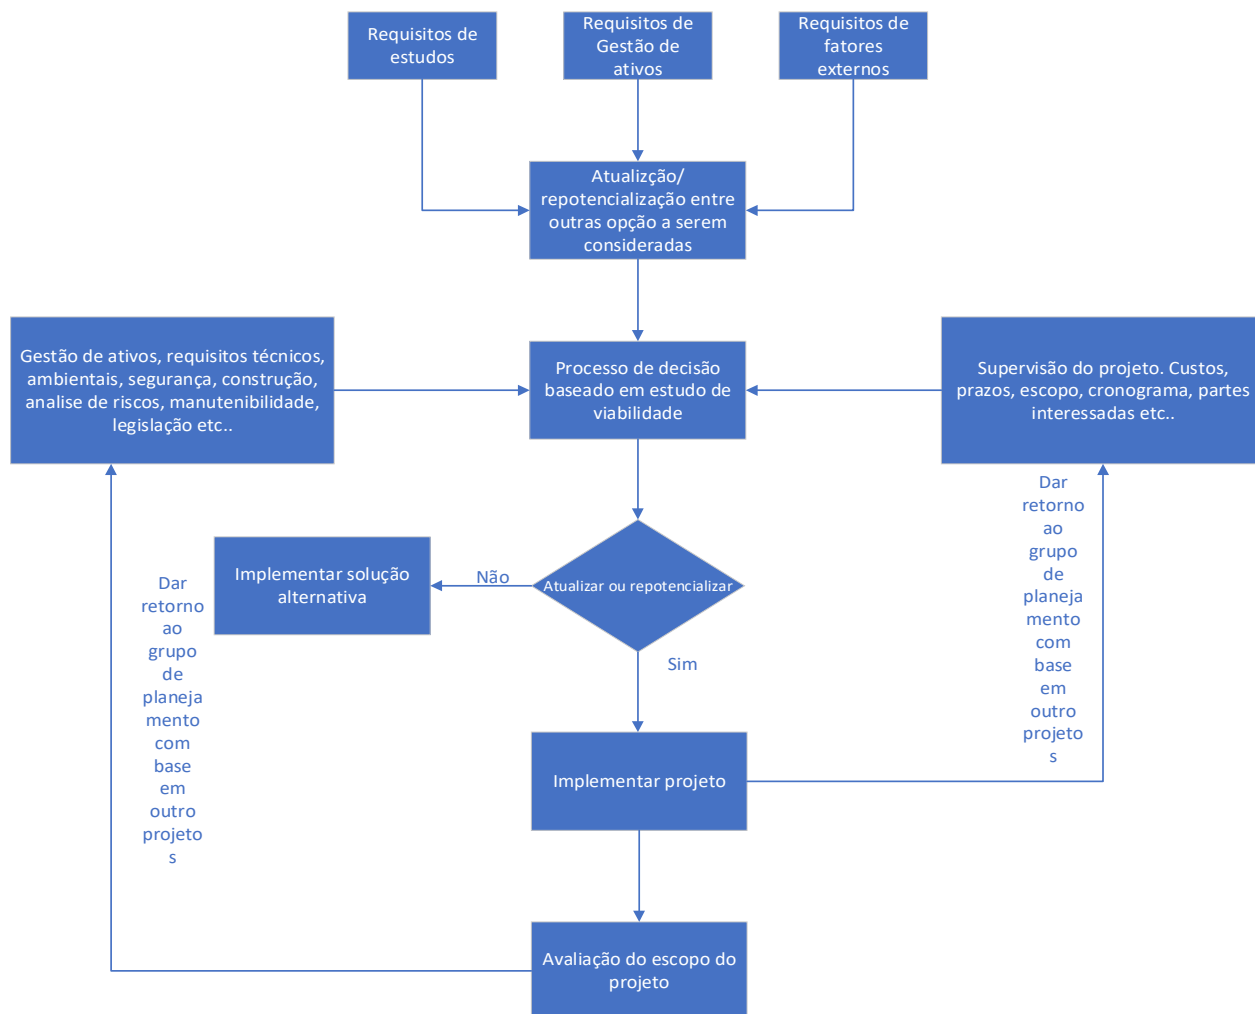 Requisitos de
estudos
Requisitos de
Gestão de
ativos
Requisitos de
fatores
externos
Atualizção/
repotencialização entre
outras opção a serem
consideradas
Gestão de ativos, requisitos técnicos,
ambientais, segurança, construção,
analise de riscos, manutenibilidade,
legislação etc..
Processo de decisão
baseado em estudo de
viabilidade
Supervisão do projeto. Custos,
prazos, escopo, cronograma, partes
interessadas etc..
Dar
retorno
ao
grupo
de
planeja
mento
com
base
em
outro
projeto
s
Implementar solução
alternativa
Não
Atualizar ou repotencializar
Sim
Dar
retorno
ao
grupo
de
planeja
mento
com
base
em
outro
projeto
s
Implementar projeto
Avaliação do escopo do
projeto